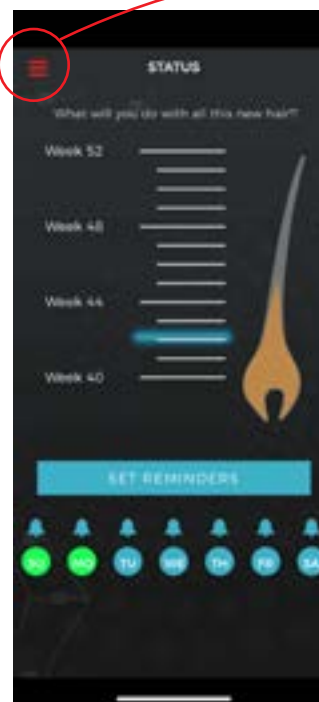 STATUS
What will you do with all this new hair?!
Week 52
Week 48
Week 44
Week 40
SET REMINDERS
SU MO TU WE TH FR SA